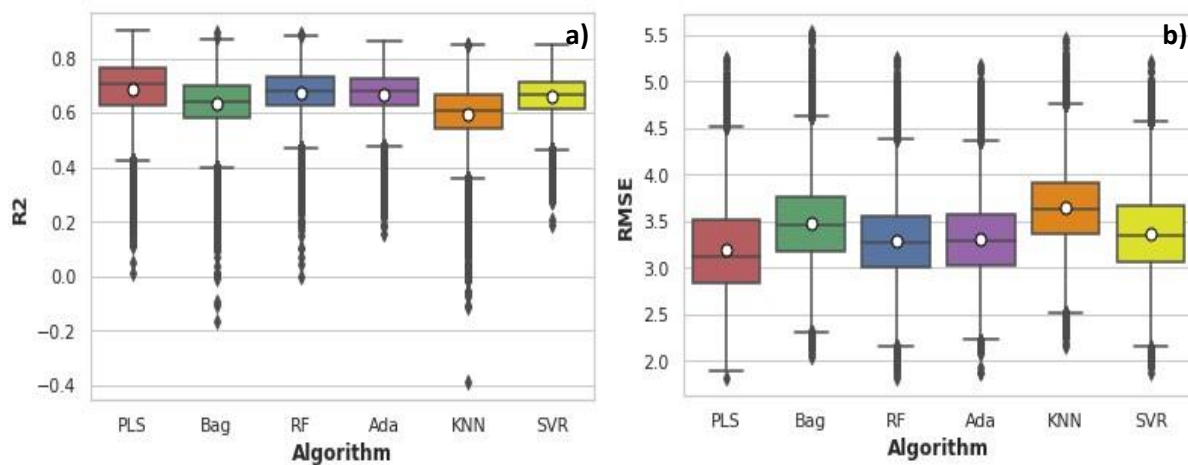 a)
R2
0.8
0.6
0.4
0.2
0.0
−0.2
−0.4
PLS Bag RF Ada KNN SVR
Algorithm
b)
RMSE
5.5
5.0
4.5
4.0
3.5
3.0
2.5
2.0
PLS Bag RF Ada KNN SVR
Algorithm